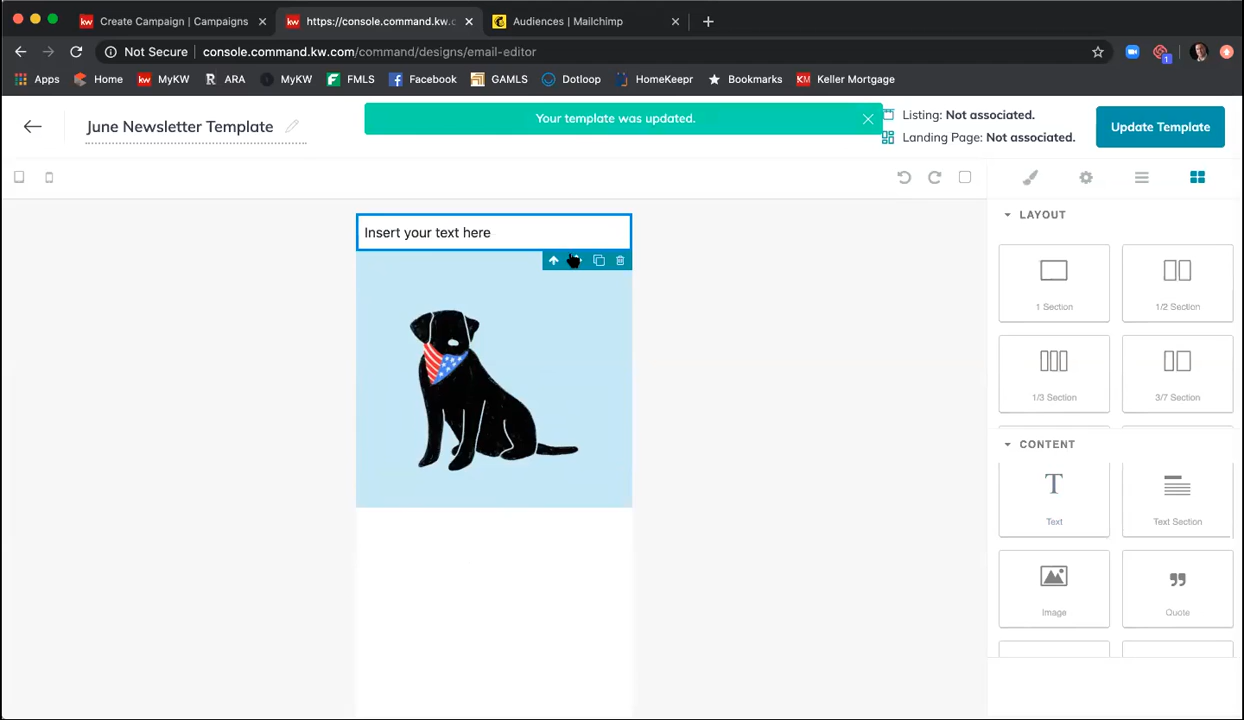 Create Campaign | Campaigns
https://console.command.kw.c
Audiences | Mailchimp
Not Secure
console.command.kw.com/command/designs/email-editor
1
Apps
Home
kw
MyKW
R
ARA
MyKW
FMLS
Facebook
GAMLS
Dotloop
HomeKeepr
Bookmarks
KM
Keller Mortgage
June Newsletter Template
Your template was updated.
Listing: Not associated.
Landing Page: Not associated.
Update Template
LAYOUT
Insert your text here
1 Section
1/2 Section
1/3 Section
3/7 Section
CONTENT
T
Text
Text Section
Image
Quote